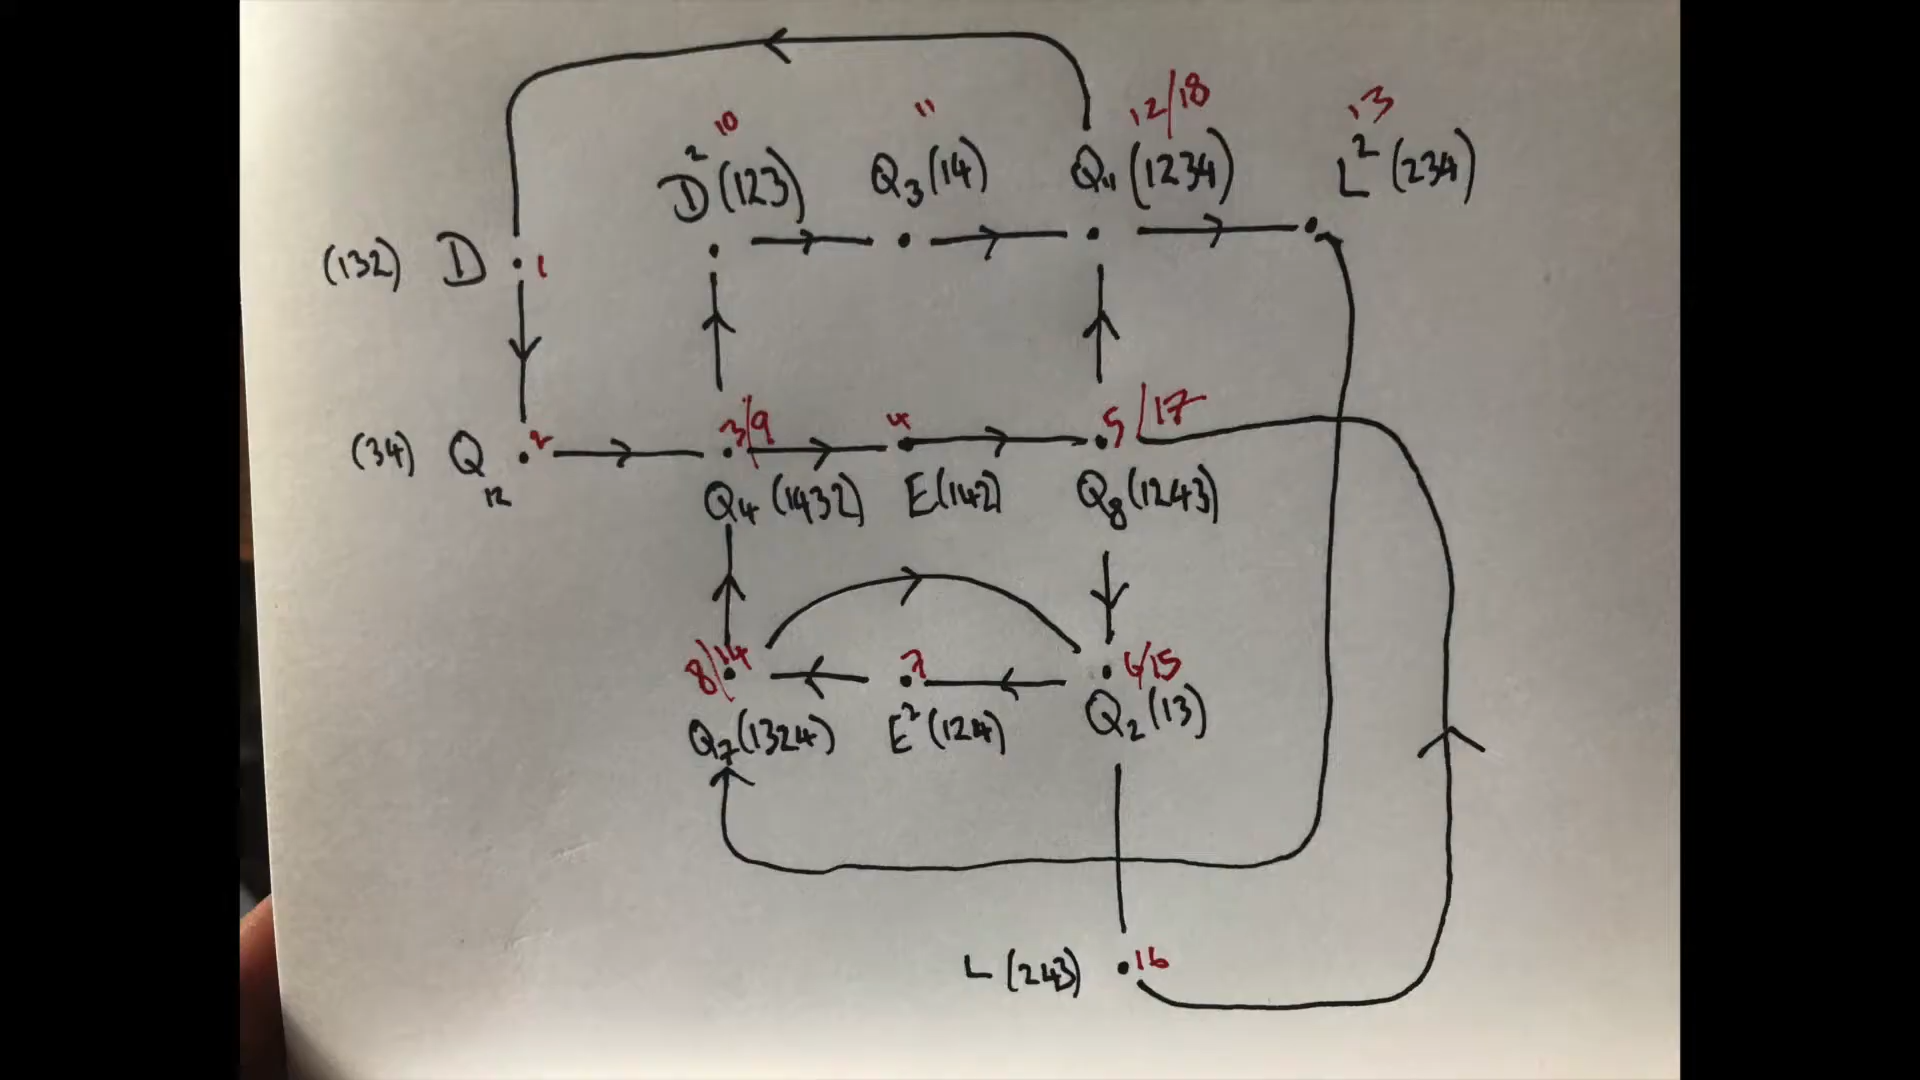 10
11
12/18
13
D²(123)
Q₃(14)
Q₁₁(1234)
L²(234)
(132) D
1
(34) Q₁₂
2
3/9
4
5/17
Q₄(1432)
E(142)
Q₈(1243)
8/14
7
6/15
Q₇(1324)
E²(124)
Q₂(13)
L(243)
16